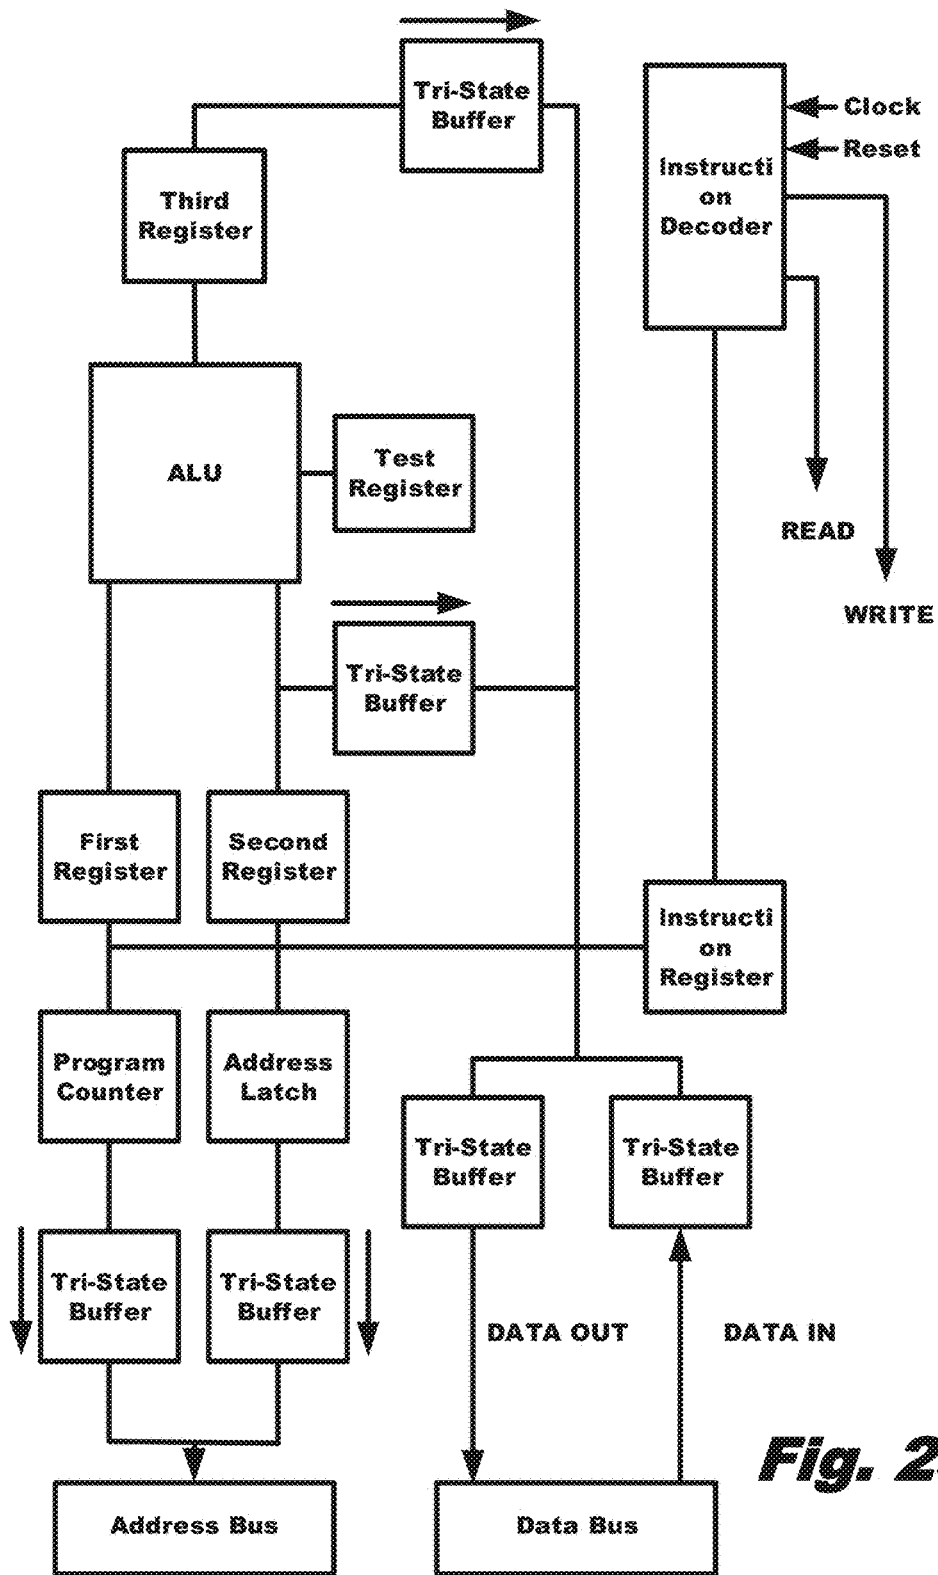 Tri-State
Buffer
Clock
Reset
Instructi
on
Decoder
Third
Register
ALU
Test
Register
READ
WRITE
Tri-State
Buffer
First
Register
Second
Register
Instructi
on
Register
Program
Counter
Address
Latch
Tri-State
Buffer
Tri-State
Buffer
Tri-State
Buffer
Tri-State
Buffer
DATA OUT
DATA IN
Fig. 2
Address Bus
Data Bus